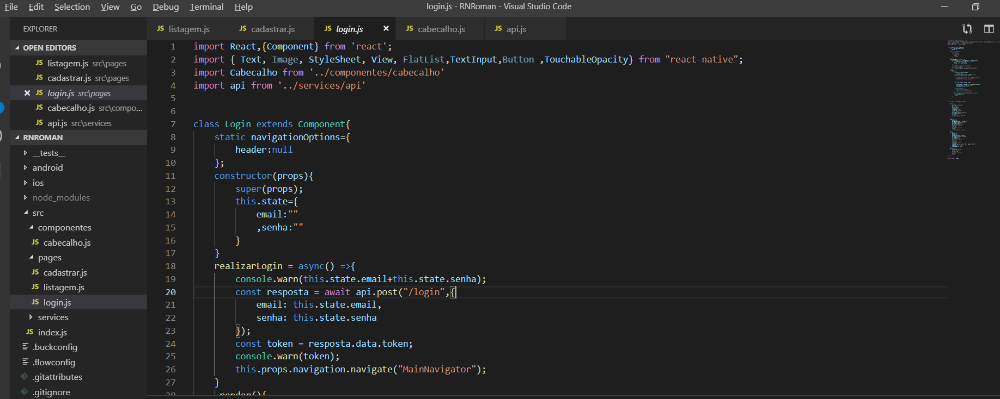 File Edit Selection View Go Debug Terminal Help login.js - RNRoman - Visual Studio Code
EXPLORER
JS listagem.js JS cadastrar.js JS login.js JS cabecalho.js JS api.js
OPEN EDITORS
JS listagem.js src\pages
JS cadastrar.js src\pages
JS login.js src\pages
JS cabecalho.js src\compo...
JS api.js src\services
RNROMAN
__tests__
android
ios
node_modules
src
componentes
JS cabecalho.js
pages
JS cadastrar.js
JS listagem.js
JS login.js
services
JS index.js
.buckconfig
.flowconfig
.gitattributes
.gitignore
1 import React,{Component} from 'react';
2 import { Text, Image, StyleSheet, View, FlatList,TextInput,Button ,TouchableOpacity} from "react-native";
3 import Cabecalho from '../componentes/cabecalho'
4 import api from '../services/api'
5
6
7 class Login extends Component{
8 static navigationOptions={
9 header:null
10 };
11 constructor(props){
12 super(props);
13 this.state={
14 email:""
15 ,senha:""
16 }
17 }
18 realizarLogin = async() =>{
19 console.warn(this.state.email+this.state.senha);
20 const resposta = await api.post("/login",{
21 email: this.state.email,
22 senha: this.state.senha
23 });
24 const token = resposta.data.token;
25 console.warn(token);
26 this.props.navigation.navigate("MainNavigator");
27 }
28 render(){